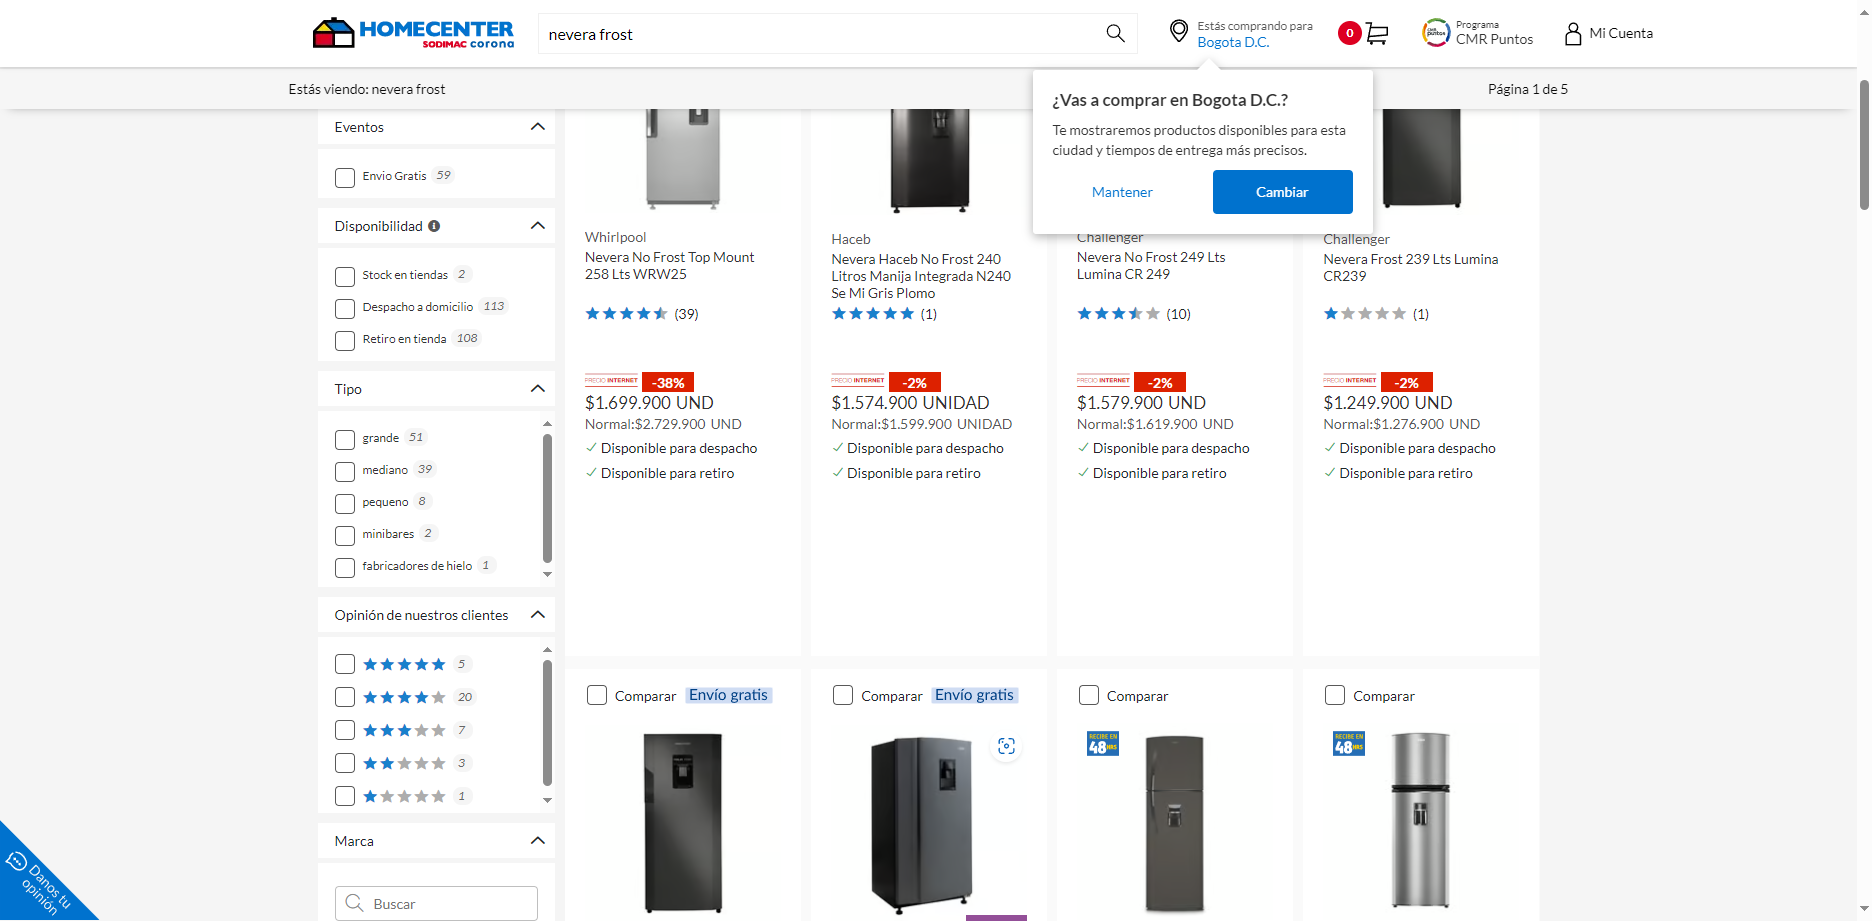 HOMECENTER
SODIMAC corona
nevera frost
Estás comprando para
Bogota D.C.
0
Programa
CMR Puntos
Mi Cuenta
Estás viendo: nevera frost
Página 1 de 5
¿Vas a comprar en Bogota D.C.?
Te mostraremos productos disponibles para esta
ciudad y tiempos de entrega más precisos.
Mantener
Cambiar
Eventos
Envio Gratis 59
Disponibilidad
Stock en tiendas 2
Despacho a domicilio 113
Retiro en tienda 108
Tipo
grande 51
mediano 39
pequeno 8
minibares 2
fabricadores de hielo 1
Opinión de nuestros clientes
5
20
7
3
1
Marca
Buscar
Danos tu
opinión
Whirlpool
Nevera No Frost Top Mount
258 Lts WRW25
(39)
PRECIO INTERNET -38%
$1.699.900 UND
Normal:$2.729.900 UND
Disponible para despacho
Disponible para retiro
Haceb
Nevera Haceb No Frost 240
Litros Manija Integrada N240
Se Mi Gris Plomo
(1)
PRECIO INTERNET -2%
$1.574.900 UNIDAD
Normal:$1.599.900 UNIDAD
Disponible para despacho
Disponible para retiro
Challenger
Nevera No Frost 249 Lts
Lumina CR 249
(10)
PRECIO INTERNET -2%
$1.579.900 UND
Normal:$1.619.900 UND
Disponible para despacho
Disponible para retiro
Challenger
Nevera Frost 239 Lts Lumina
CR239
(1)
PRECIO INTERNET -2%
$1.249.900 UND
Normal:$1.276.900 UND
Disponible para despacho
Disponible para retiro
Comparar Envío gratis
Comparar Envío gratis
Comparar
RECIBE EN
48 HRS
Comparar
RECIBE EN
48 HRS